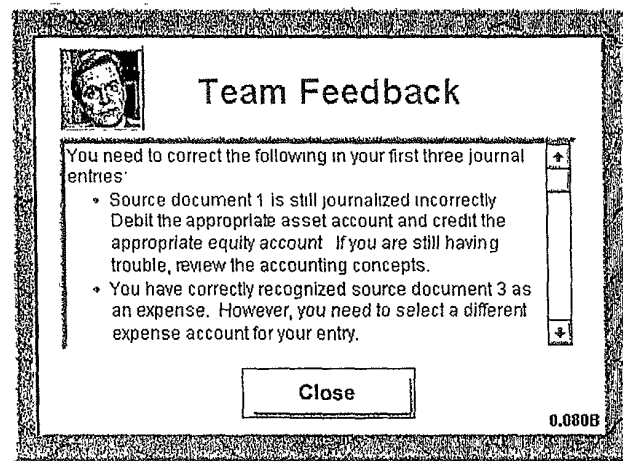 Team Feedback
You need to correct the following in your first three journal
entries:
• Source document 1 is still journalized incorrectly
Debit the appropriate asset account and credit the
appropriate equity account If you are still having
trouble, review the accounting concepts.
• You have correctly recognized source document 3 as
an expense. However, you need to select a different
expense account for your entry.
Close
0.080B